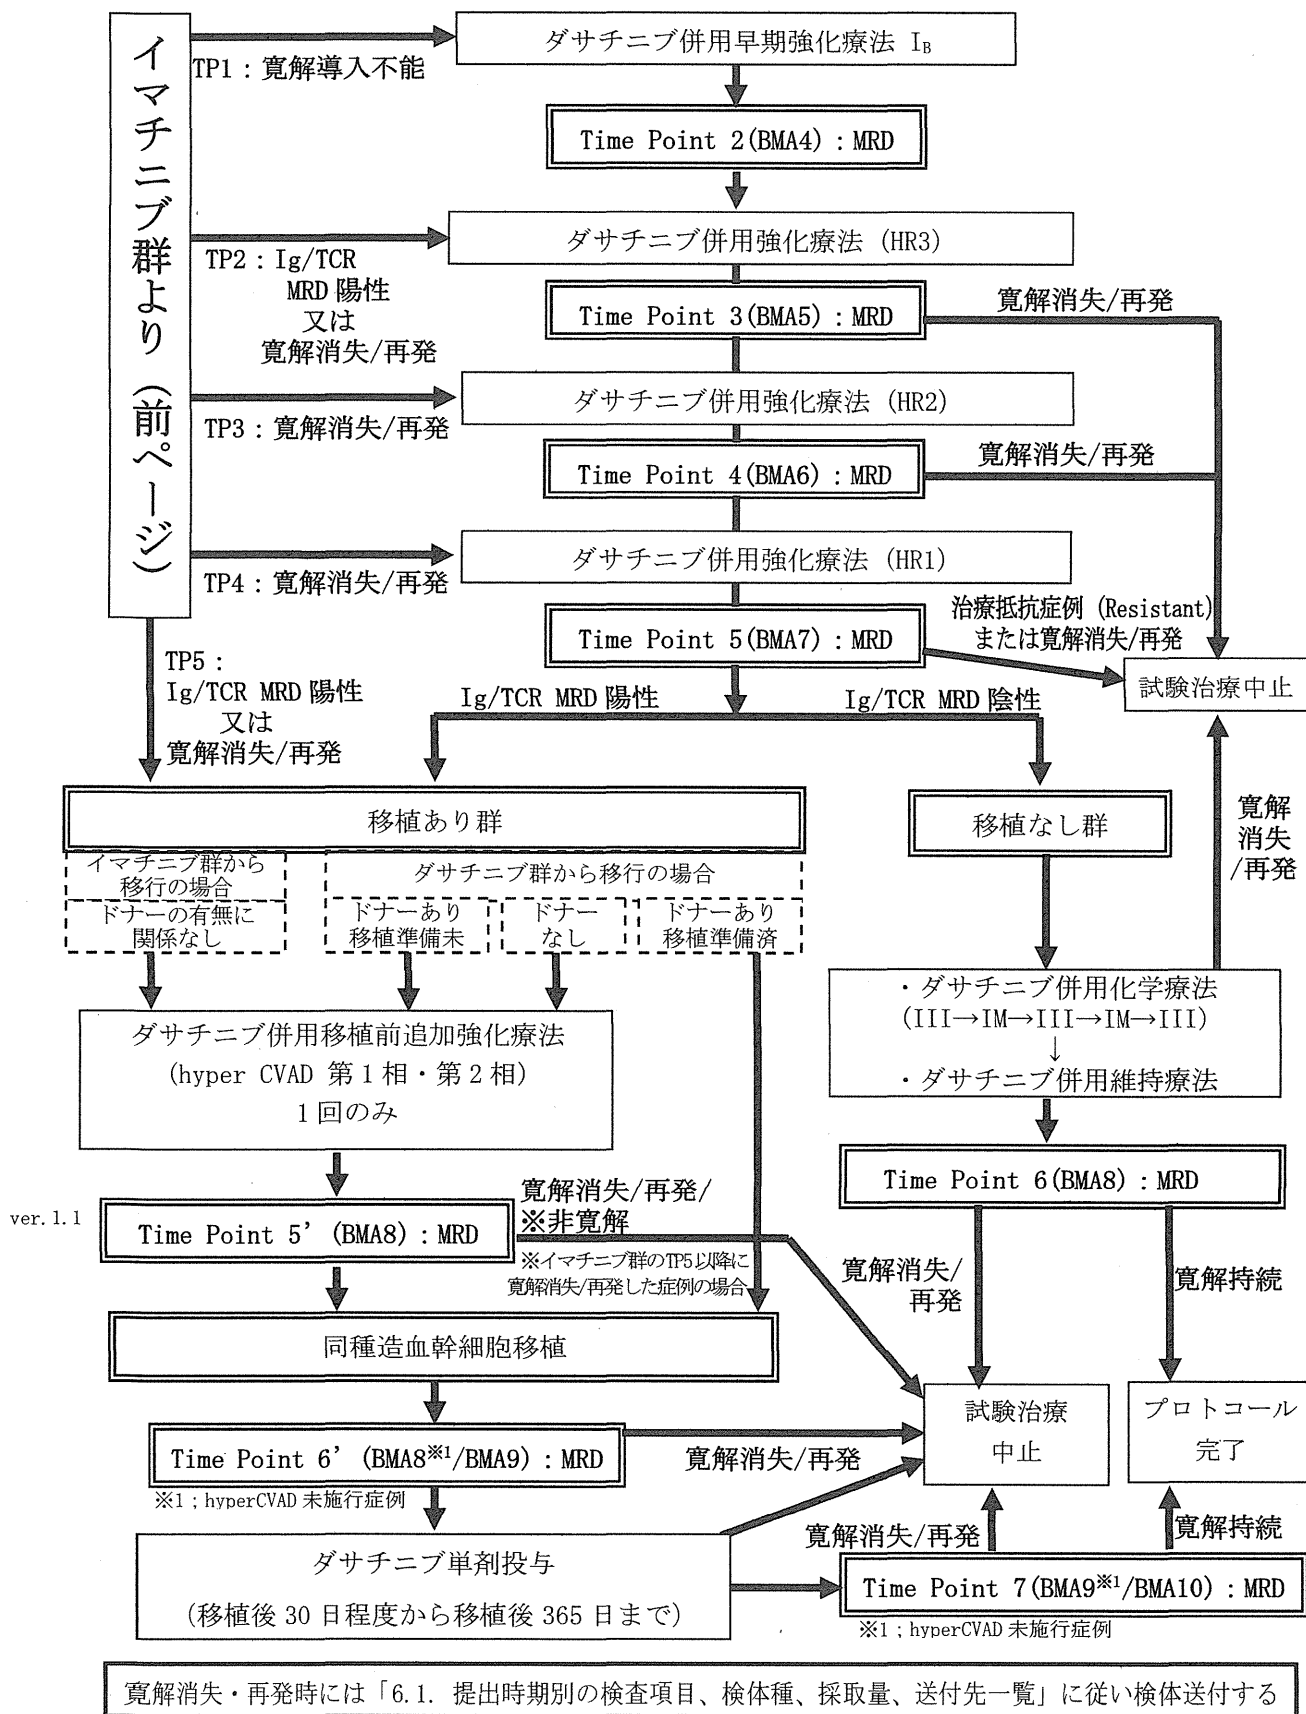 イマチニブ群より（前ページ）
ダサチニブ併用早期強化療法 IB
TP1：寛解導入不能
Time Point 2(BMA4)：MRD
ダサチニブ併用強化療法 (HR3)
TP2：Ig/TCR
MRD 陽性
又は
寛解消失/再発
Time Point 3(BMA5)：MRD
寛解消失/再発
ダサチニブ併用強化療法 (HR2)
TP3：寛解消失/再発
Time Point 4(BMA6)：MRD
寛解消失/再発
ダサチニブ併用強化療法 (HR1)
TP4：寛解消失/再発
Time Point 5(BMA7)：MRD
治療抵抗症例 (Resistant)
または寛解消失/再発
試験治療中止
TP5：
Ig/TCR MRD 陽性
又は
寛解消失/再発
Ig/TCR MRD 陽性
Ig/TCR MRD 陰性
移植あり群
移植なし群
寛解
消失
/再発
イマチニブ群から
移行の場合
ダサチニブ群から移行の場合
ドナーの有無に
関係なし
ドナーあり
移植準備未
ドナー
なし
ドナーあり
移植準備済
ダサチニブ併用移植前追加強化療法
(hyper CVAD 第１相・第２相)
１回のみ
・ダサチニブ併用化学療法
(III→IM→III→IM→III)
↓
・ダサチニブ併用維持療法
Time Point 6(BMA8)：MRD
ver.1.1
Time Point 5’(BMA8)：MRD
寛解消失/再発/
※非寛解
※イマチニブ群のTP5以降に
寛解消失/再発した症例の場合
寛解消失/
再発
寛解持続
同種造血幹細胞移植
試験治療
中止
プロトコール
完了
Time Point 6’(BMA8※1/BMA9)：MRD
※1；hyperCVAD 未施行症例
寛解消失/再発
寛解消失/再発
寛解持続
ダサチニブ単剤投与
（移植後 30 日程度から移植後 365 日まで）
Time Point 7(BMA9※1/BMA10)：MRD
※1；hyperCVAD 未施行症例
寛解消失・再発時には「6.1. 提出時期別の検査項目、検体種、採取量、送付先一覧」に従い検体送付する